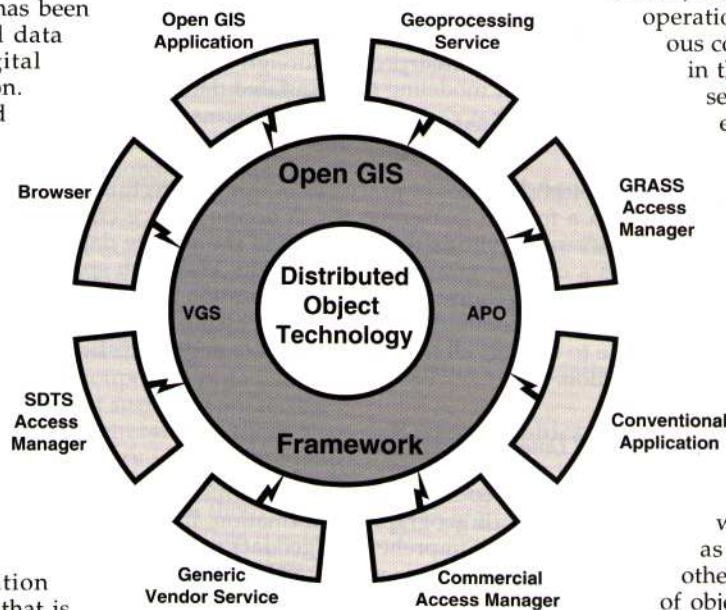 has been
data
gital
on.
Open GIS
Application
Geoprocessing
Service
operatio
ous co
in th
se
e
Browser
GRASS
Access
Manager
Open GIS
Distributed
Object
Technology
VGS
APO
SDTS
Access
Manager
Conventional
Application
Framework
Generic
Vendor Service
Commercial
Access Manager
tion
that is
w
as
othe
of obje